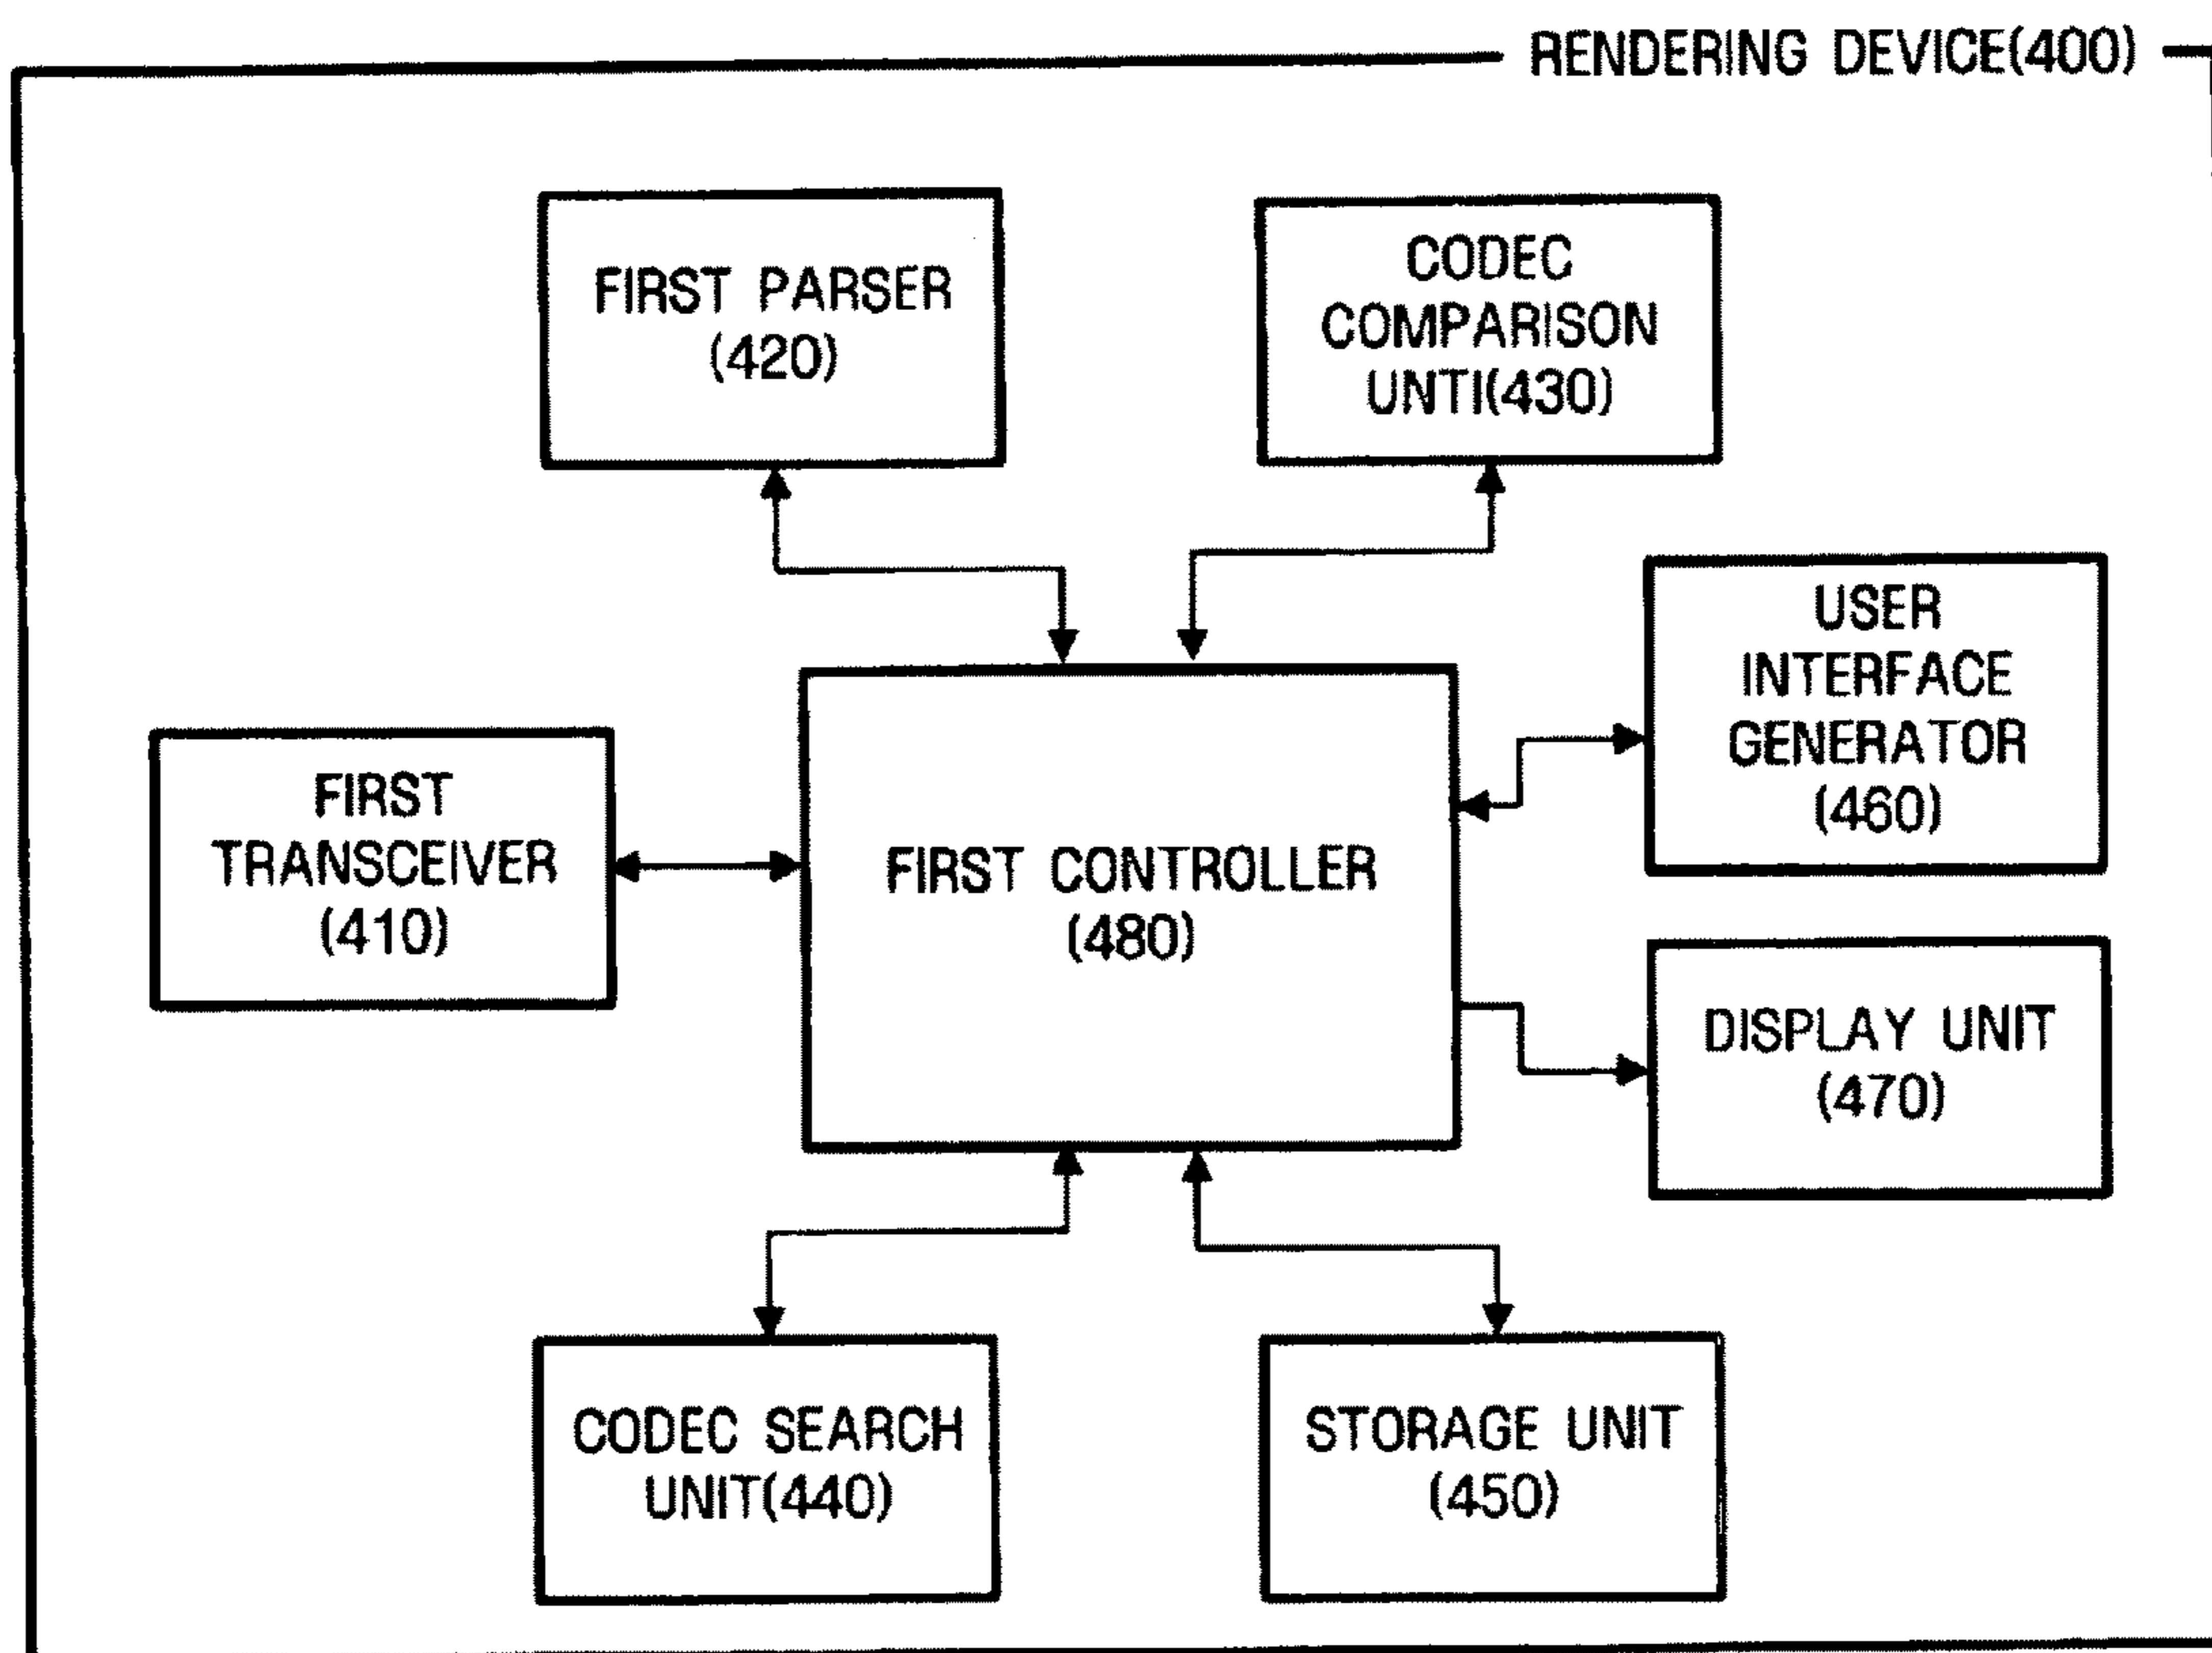 RENDERING DEVICE(400)
FIRST PARSER
(420)
CODEC
COMPARISON
UNTI(430)
USER
INTERFACE
GENERATOR
(460)
FIRST
TRANSCEIVER
(410)
FIRST CONTROLLER
(480)
DISPLAY UNIT
(470)
CODEC SEARCH
UNIT(440)
STORAGE UNIT
(450)